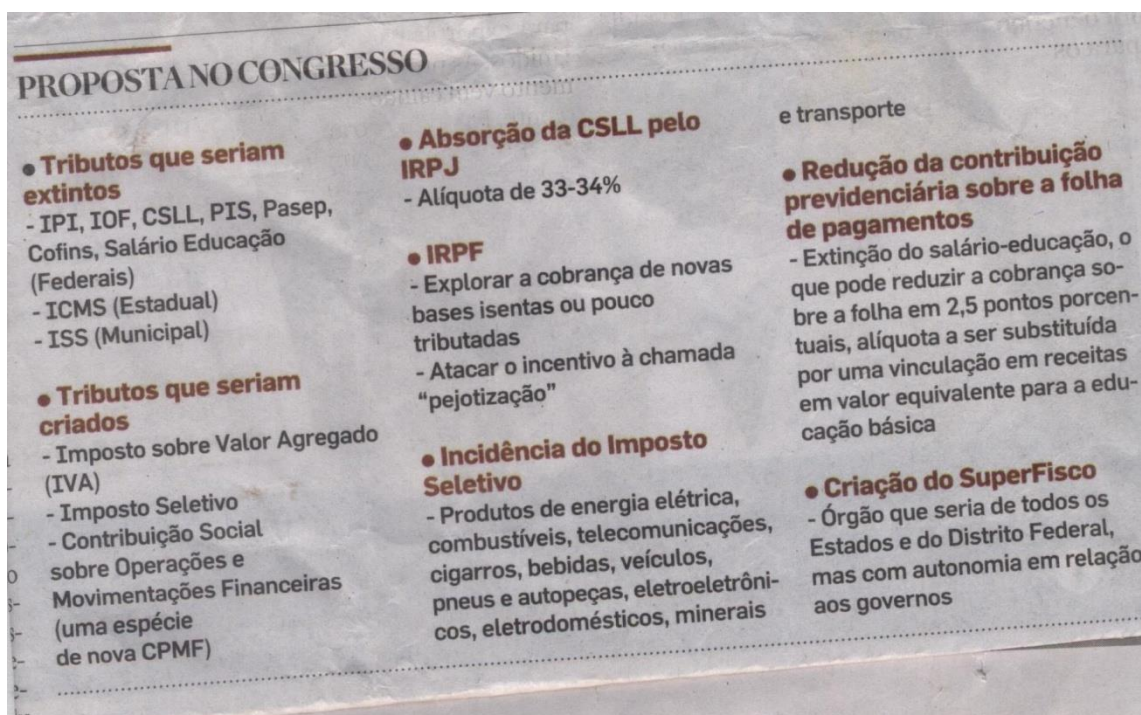 PROPOSTA NO CONGRESSO
• Tributos que seriam
extintos
- IPI, IOF, CSLL, PIS, Pasep,
Cofins, Salário Educação
(Federais)
- ICMS (Estadual)
- ISS (Municipal)
• Tributos que seriam
criados
- Imposto sobre Valor Agregado
(IVA)
- Imposto Seletivo
- Contribuição Social
sobre Operações e
Movimentações Financeiras
(uma espécie
de nova CPMF)
• Absorção da CSLL pelo
IRPJ
- Alíquota de 33-34%
• IRPF
- Explorar a cobrança de novas
bases isentas ou pouco
tributadas
- Atacar o incentivo à chamada
“pejotização”
• Incidência do Imposto
Seletivo
- Produtos de energia elétrica,
combustíveis, telecomunicações,
cigarros, bebidas, veículos,
pneus e autopeças, eletroeletrôni-
cos, eletrodomésticos, minerais
e transporte
• Redução da contribuição
previdenciária sobre a folha
de pagamentos
- Extinção do salário-educação, o
que pode reduzir a cobrança so-
bre a folha em 2,5 pontos porcen-
tuais, alíquota a ser substituída
por uma vinculação em receitas
em valor equivalente para a edu-
cação básica
• Criação do SuperFisco
- Órgão que seria de todos os
Estados e do Distrito Federal,
mas com autonomia em relação
aos governos